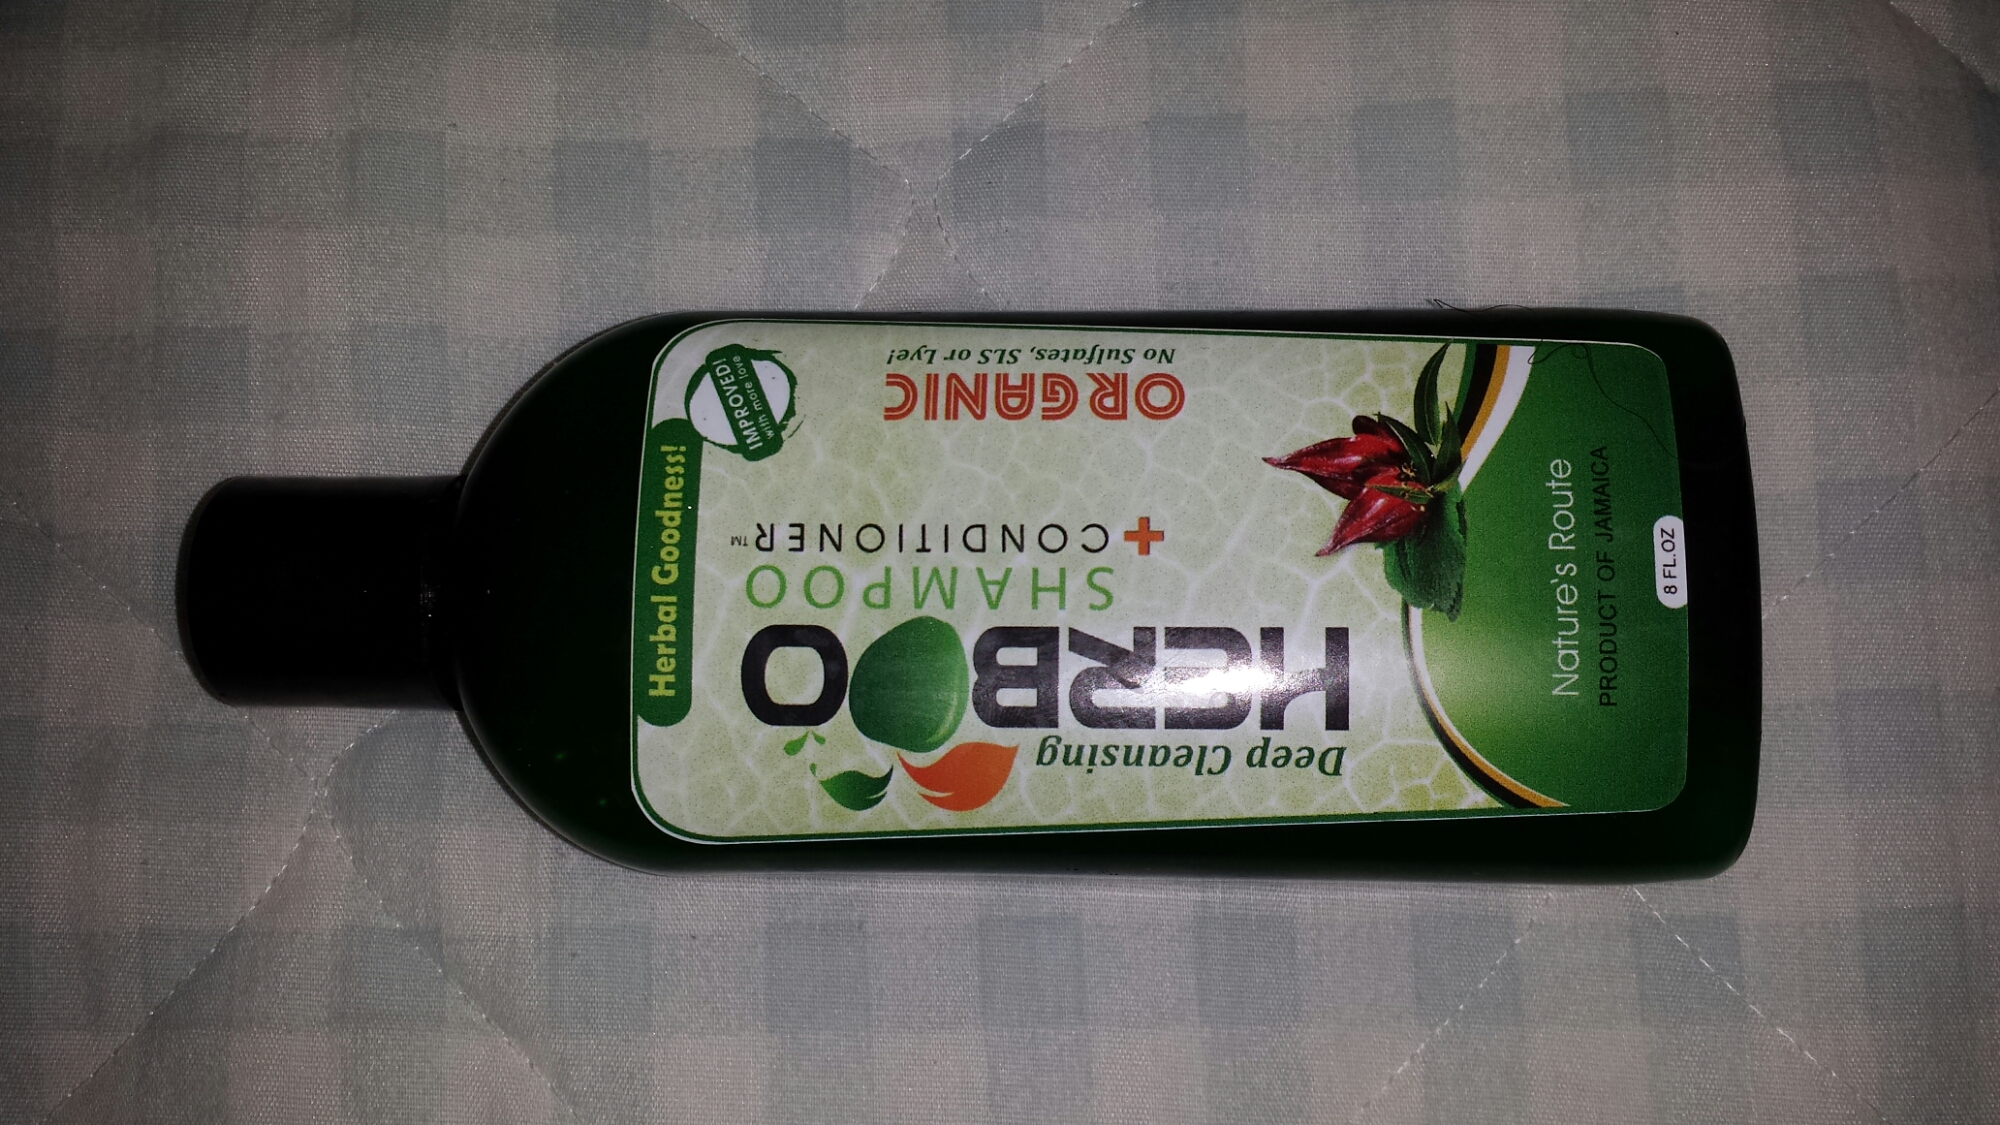 Herbal Goodness!
IMPROVED!
with more love
Deep Cleansing
HERBOO
SHAMPOO
+ CONDITIONER™
ORGANIC
No Sulfates, SLS or Lye!
Nature's Route
PRODUCT OF JAMAICA
8 FL.OZ